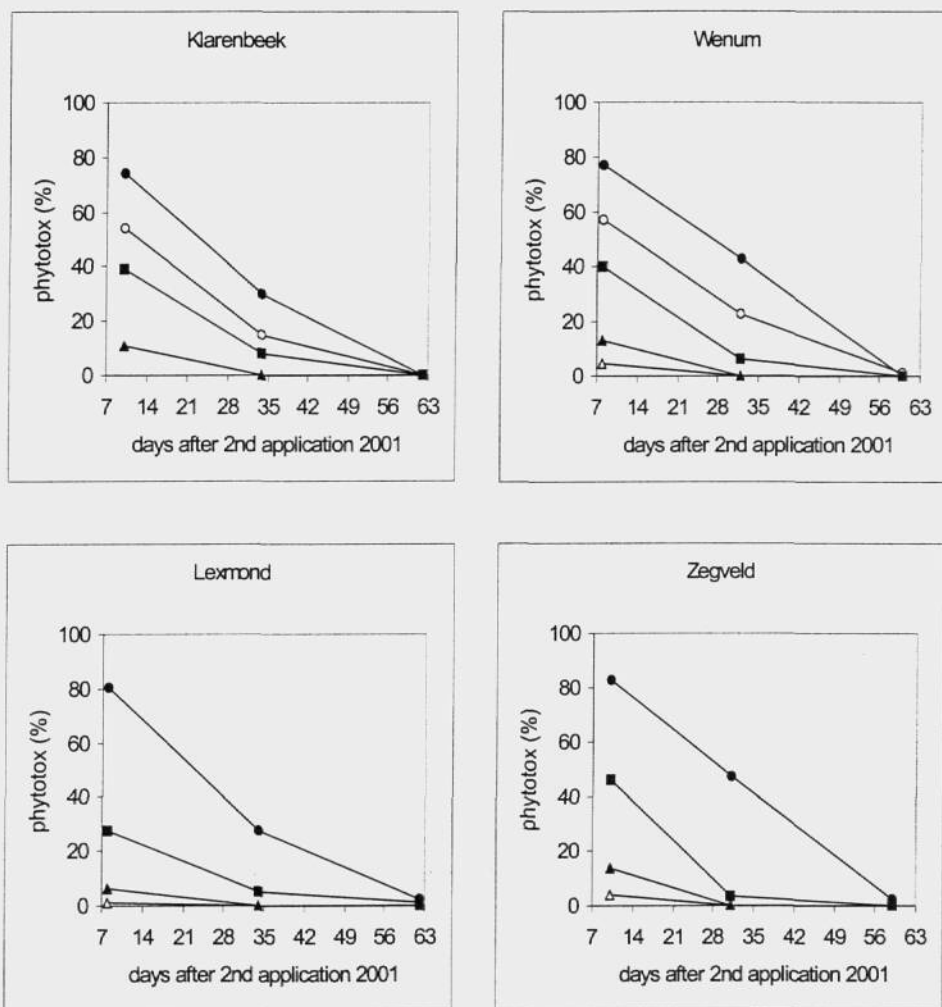 Klarenbeek
100
80
60
40
20
0
phytotox (%)
7 14 21 28 35 42 49 56 63
days after 2nd application 2001
Wenum
100
80
60
40
20
0
phytotox (%)
7 14 21 28 35 42 49 56 63
days after 2nd application 2001
Lexmond
100
80
60
40
20
0
phytotox (%)
7 14 21 28 35 42 49 56 63
days after 2nd application 2001
Zegveld
100
80
60
40
20
0
phytotox (%)
7 14 21 28 35 42 49 56 63
days after 2nd application 2001